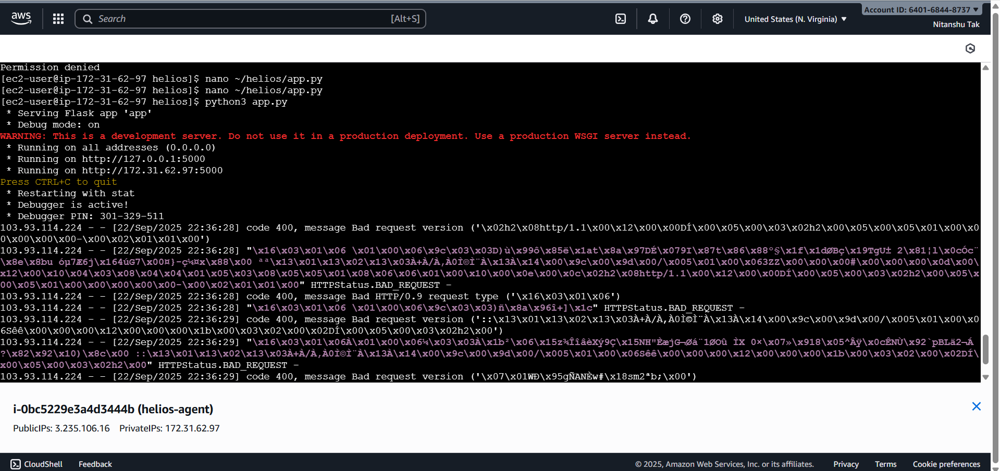 aws
Search [Alt+S]
United States (N. Virginia) ▼
Account ID: 6401-6844-8737 ▼
Nitanshu Tak
Permission denied
[ec2-user@ip-172-31-62-97 helios]$ nano ~/helios/app.py
[ec2-user@ip-172-31-62-97 helios]$ nano ~/helios/app.py
[ec2-user@ip-172-31-62-97 helios]$ python3 app.py
* Serving Flask app 'app'
* Debug mode: on
WARNING: This is a development server. Do not use it in a production deployment. Use a production WSGI server instead.
* Running on all addresses (0.0.0.0)
* Running on http://127.0.0.1:5000
* Running on http://172.31.62.97:5000
Press CTRL+C to quit
* Restarting with stat
* Debugger is active!
* Debugger PIN: 301-329-511
103.93.114.224 - - [22/Sep/2025 22:36:28] code 400, message Bad request version ('\x02h2\x08http/1.1\x00\x12\x00\x00DÍ\x00\x05\x00\x03\x02h2\x00\x05\x00\x05\x01\x00\x0
0\x00\x00\x00-\x00\x02\x01\x01\x00')
103.93.114.224 - - [22/Sep/2025 22:36:28] "\x16\x03\x01\x06 \x01\x00\x06\x9c\x03\x03D)ù\x99ô\x85ë\x1at\x8a\x97DÉ\x079I\x87t\x86\x88º§\x1f\x1dØBç\x19TgU± 2\x81¦l\x0cÓc¨
\x8e\x8bu óµ7Æ6j\x164úG7\x00¤}-ç¼¤x\x88\x00 ªª\x13\x01\x13\x02\x13\x03À+À/À,À0Ì©Ì¨À\x13À\x14\x00\x9c\x00\x9d\x00/\x005\x01\x00\x063ZZ\x00\x00\x00#\x00\x00\x00\x0d\x00\
x12\x00\x10\x04\x03\x08\x04\x04\x01\x05\x03\x08\x05\x05\x01\x08\x06\x06\x01\x00\x10\x00\x0e\x00\x0c\x02h2\x08http/1.1\x00\x12\x00\x00DÍ\x00\x05\x00\x03\x02h2\x00\x05\x
00\x05\x01\x00\x00\x00\x00\x00-\x00\x02\x01\x01\x00" HTTPStatus.BAD_REQUEST -
103.93.114.224 - - [22/Sep/2025 22:36:28] code 400, message Bad HTTP/0.9 request type ('\x16\x03\x01\x06')
103.93.114.224 - - [22/Sep/2025 22:36:28] "\x16\x03\x01\x06 \x01\x00\x06\x9c\x03\x03)ñ\x8a\x96î+]\x1c" HTTPStatus.BAD_REQUEST -
103.93.114.224 - - [22/Sep/2025 22:36:29] code 400, message Bad request version ('::\x13\x01\x13\x02\x13\x03À+À/À,À0Ì©Ì¨À\x13À\x14\x00\x9c\x00\x9d\x00/\x005\x01\x00\x0
6Sêê\x00\x00\x00\x12\x00\x00\x00\x1b\x00\x03\x02\x00\x02DÍ\x00\x05\x00\x03\x02h2\x00')
103.93.114.224 - - [22/Sep/2025 22:36:29] "\x16\x03\x01\x06À\x01\x00\x06¼\x03\x03À\x1b²\x06\x15z¾ÎîâèXý9Ç\x15NH"ÈæjG¬Øá¨1ØOû ÌX 0×\x07»\x918\x05^Âÿ\x0cÊNÙ\x92`pBLä2¬Á
?\x82\x92\x10)\x8c\x00 ::\x13\x01\x13\x02\x13\x03À+À/À,À0Ì©Ì¨À\x13À\x14\x00\x9c\x00\x9d\x00/\x005\x01\x00\x06Sêê\x00\x00\x00\x12\x00\x00\x00\x1b\x00\x03\x02\x00\x02DÍ\
x00\x05\x00\x03\x02h2\x00" HTTPStatus.BAD_REQUEST -
103.93.114.224 - - [22/Sep/2025 22:36:29] code 400, message Bad request version ('\x07\x01WÐ\x95gÑANÈw#\x18sm2ªb;\x00')
i-0bc5229e3a4d3444b (helios-agent)
PublicIPs: 3.235.106.16 PrivateIPs: 172.31.62.97
CloudShell Feedback © 2025, Amazon Web Services, Inc. or its affiliates. Privacy Terms Cookie preferences